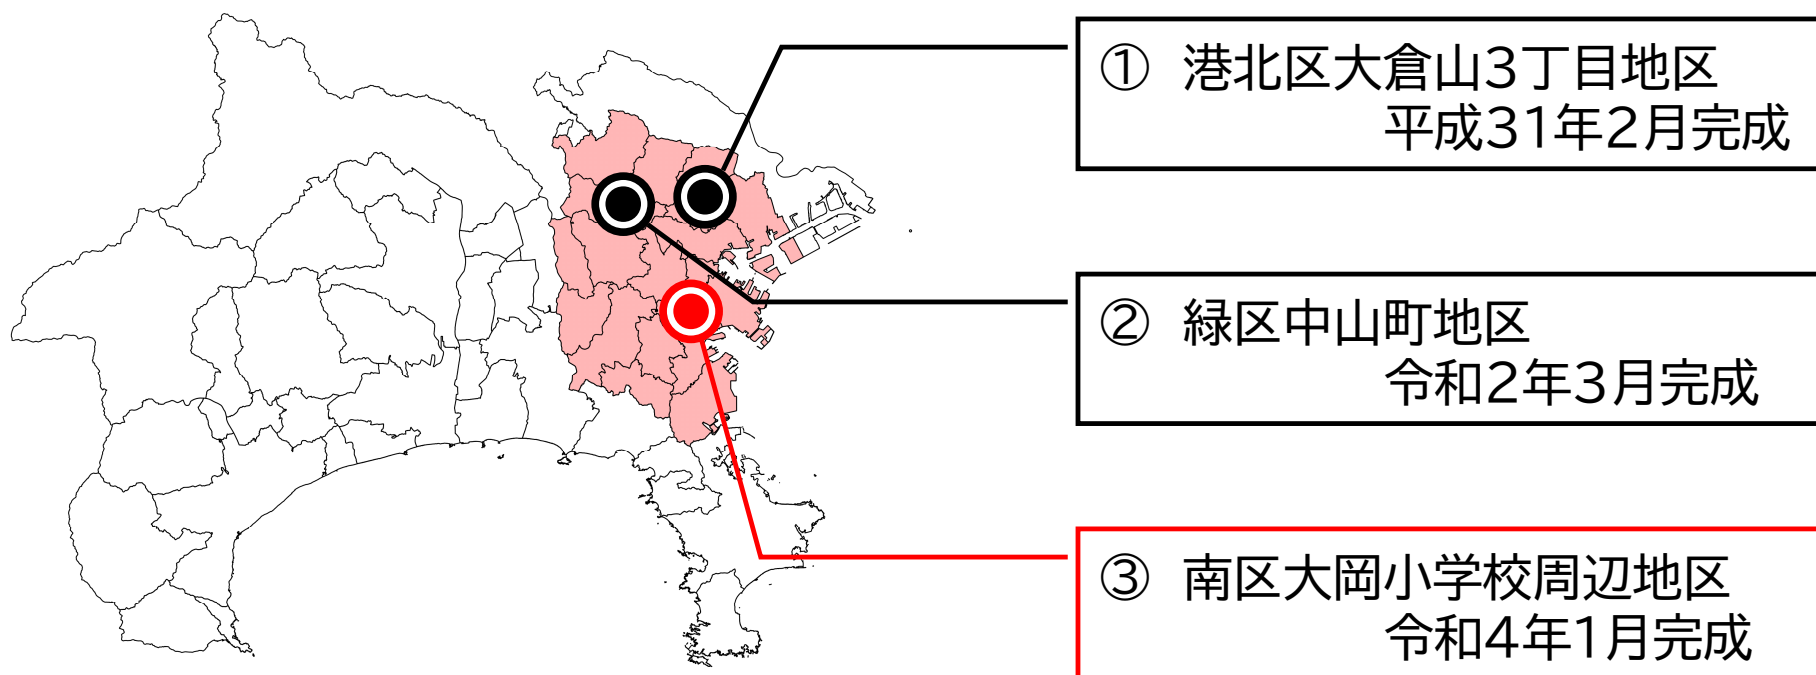 ① 港北区大倉山3丁目地区
平成31年2月完成
② 緑区中山町地区
令和2年3月完成
③ 南区大岡小学校周辺地区
令和4年1月完成